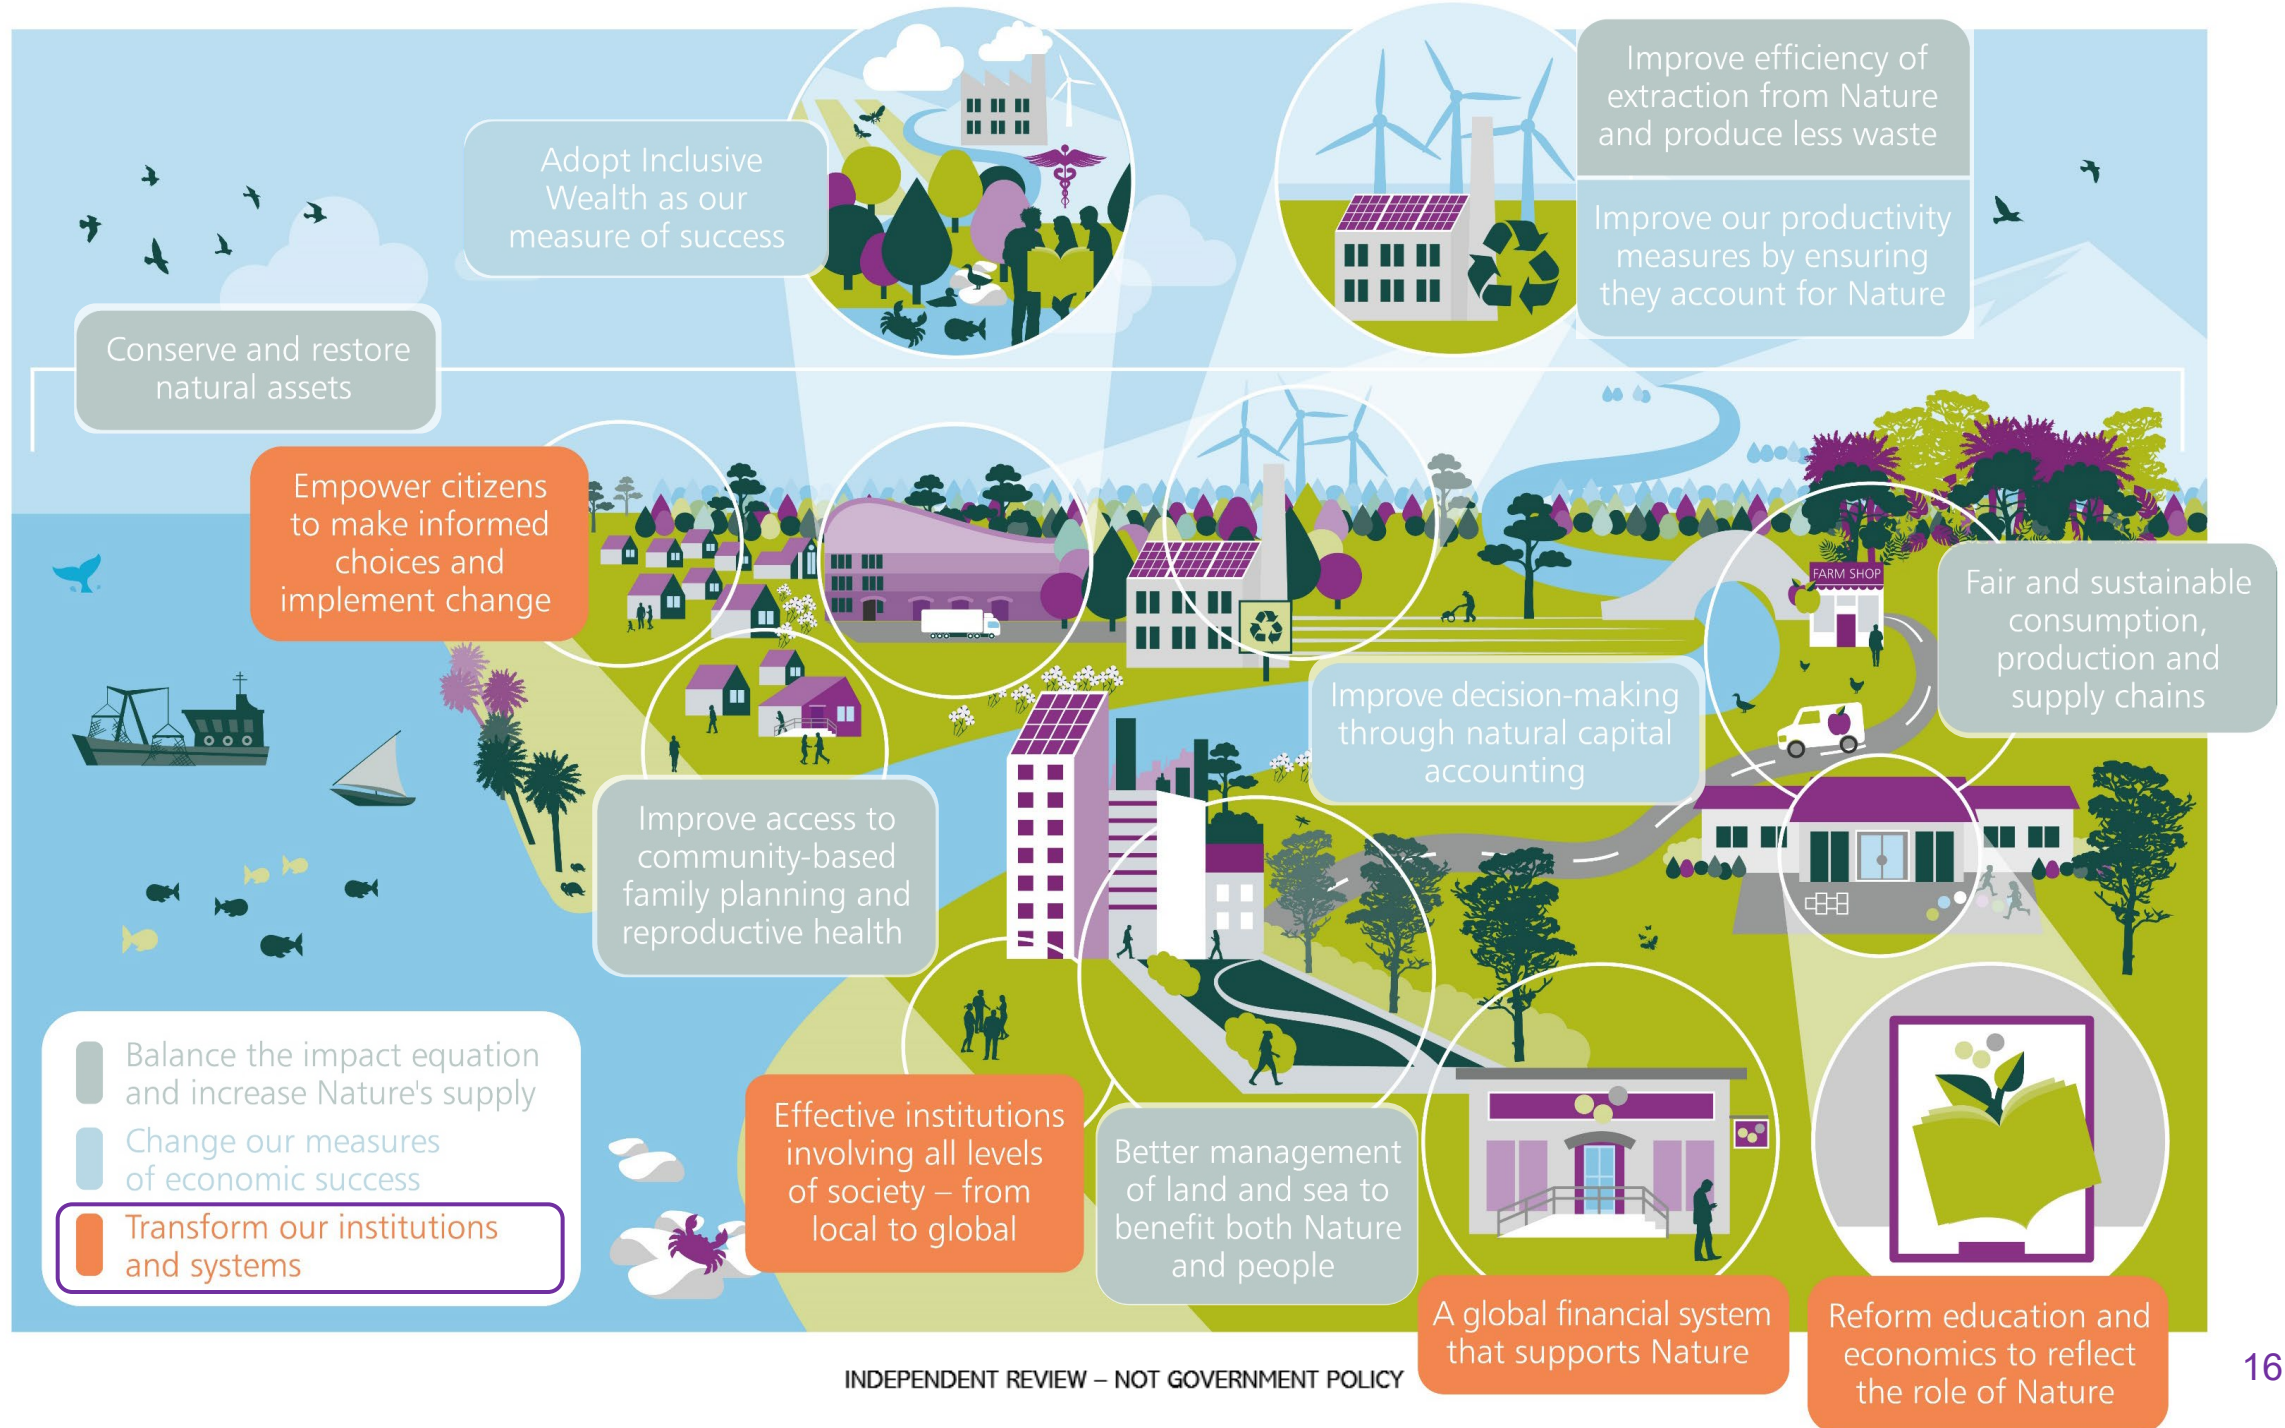 Improve efficiency of
extraction from Nature
and produce less waste
Adopt Inclusive
Wealth as our
measure of success
Improve our productivity
measures by ensuring
they account for Nature
Conserve and restore
natural assets
Empower citizens
to make informed
choices and
implement change
FARM SHOP
Fair and sustainable
consumption,
production and
supply chains
Improve decision-making
through natural capital
accounting
Improve access to
community-based
family planning and
reproductive health
Balance the impact equation
and increase Nature's supply
Change our measures
of economic success
Transform our institutions
and systems
Effective institutions
involving all levels
of society – from
local to global
Better management
of land and sea to
benefit both Nature
and people
A global financial system
that supports Nature
Reform education and
economics to reflect
the role of Nature
INDEPENDENT REVIEW – NOT GOVERNMENT POLICY
16